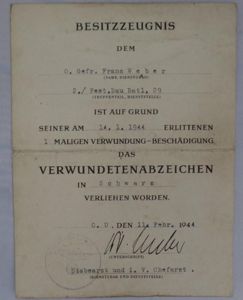 BESITZZEUGNIS
DEM
O. Gefr. Franz Weber
(NAME, DIENSTGRAD)
2./ Fest.Bau Batl. 29
(TRUPPENTEIL, DIENSTSTELLE)
IST AUF GRUND
SEINER AM 14. 1. 1944 ERLITTENEN
1 MALIGEN VERWUNDUNG-BESCHÄDIGUNG
DAS
VERWUNDETENABZEICHEN
IN Schwarz
VERLIEHEN WORDEN.
O. U., DEN 11. Febr. 1944
(UNTERSCHRIFT)
Stabsarzt und i. V. Chefarzt.
(DIENSTGRAD UND DIENSTSTELLE)